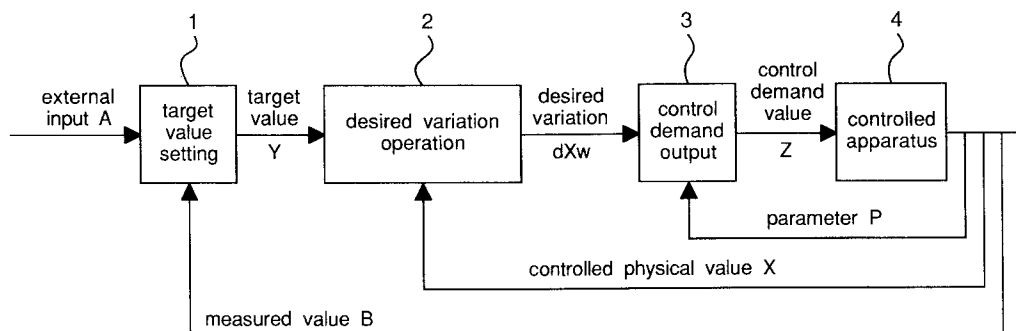 1
2
3
4
external
input A
target
value
setting
target
value
Y
desired variation
operation
desired
variation
dXw
control
demand
output
control
demand
value
Z
controlled
apparatus
parameter P
controlled physical value X
measured value B